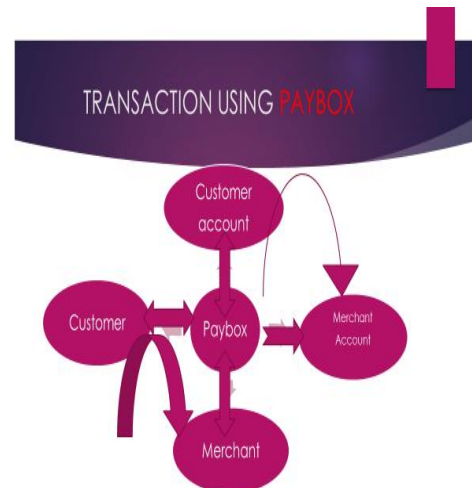 TRANSACTION USING PAYBOX
Customer
account
Customer
Paybox
Merchant
Account
Merchant